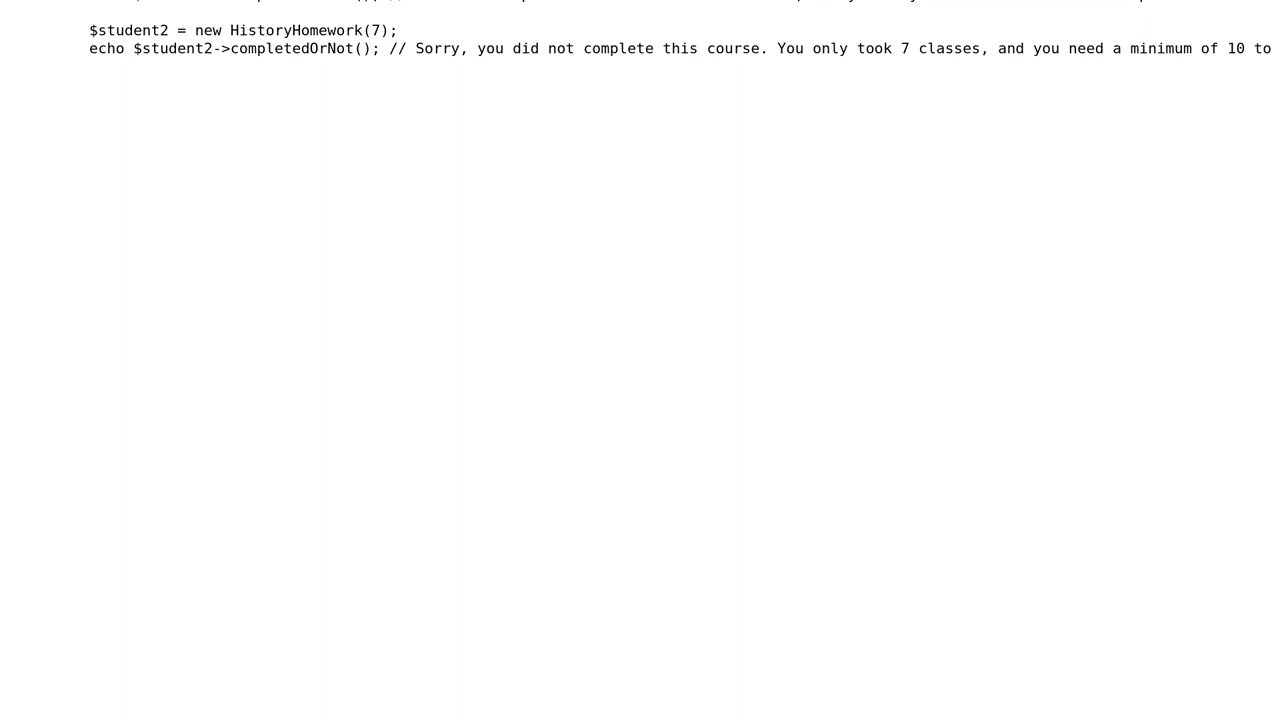 $student2 = new HistoryHomework(7);
echo $student2->completedOrNot(); // Sorry, you did not complete this course. You only took 7 classes, and you need a minimum of 10 to